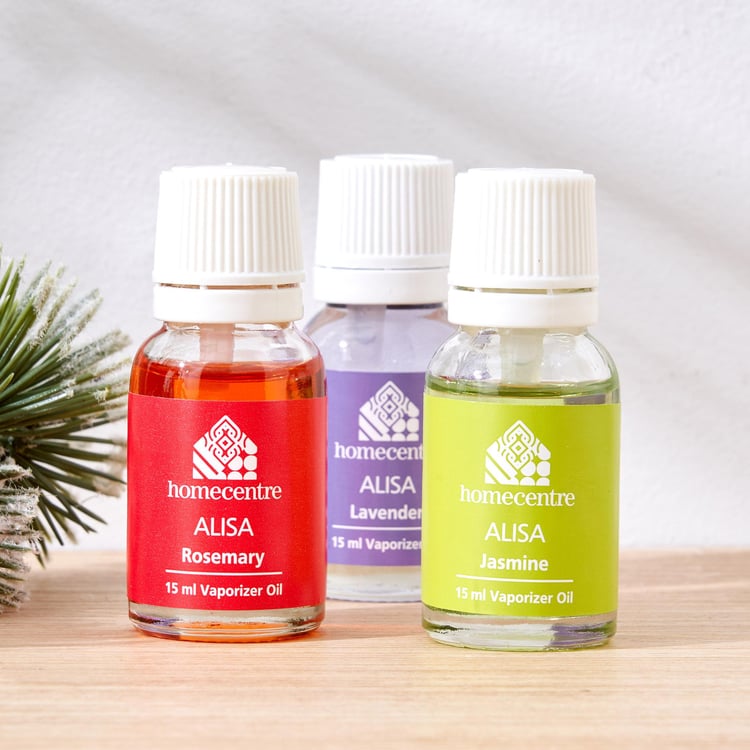 homecentre
ALISA
Rosemary
15 ml Vaporizer Oil
homecentr
ALISA
Lavender
15 ml Vaporizer
homecentre
ALISA
Jasmine
15 ml Vaporizer Oil